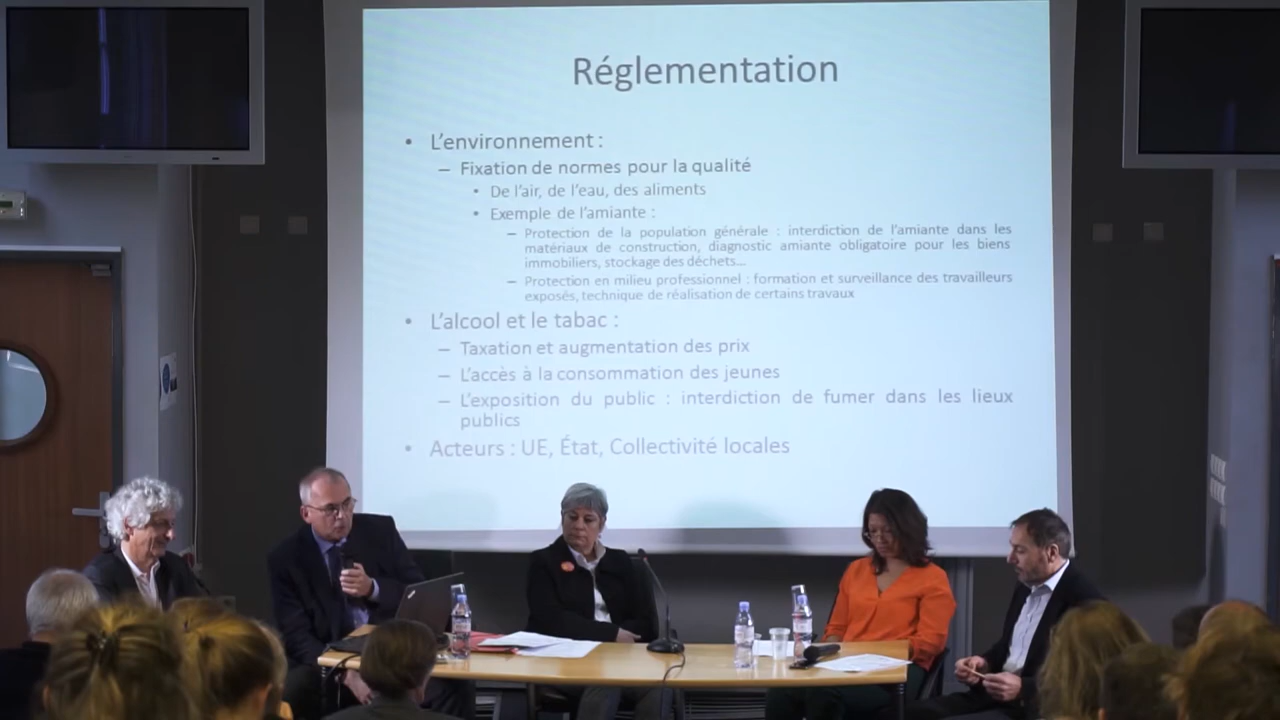 Réglementation
• L'environnement :
– Fixation de normes pour la qualité
• De l'air, de l'eau, des aliments
• Exemple de l'amiante :
– Protection de la population générale : interdiction de l'amiante dans les
matériaux de construction, diagnostic amiante obligatoire pour les biens
immobiliers, stockage des déchets...
– Protection en milieu professionnel : formation et surveillance des travailleurs
exposés, technique de réalisation de certains travaux
• L'alcool et le tabac :
– Taxation et augmentation des prix
– L'accès à la consommation des jeunes
– L'exposition du public : interdiction de fumer dans les lieux
publics
• Acteurs : UE, État, Collectivité locales